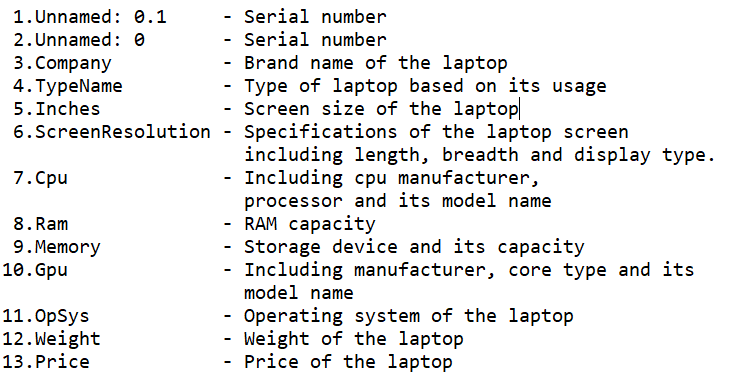 1.Unnamed: 0.1 - Serial number
2.Unnamed: 0 - Serial number
3.Company - Brand name of the laptop
4.TypeName - Type of laptop based on its usage
5.Inches - Screen size of the laptop
6.ScreenResolution - Specifications of the laptop screen
including length, breadth and display type.
7.Cpu - Including cpu manufacturer,
processor and its model name
8.Ram - RAM capacity
9.Memory - Storage device and its capacity
10.Gpu - Including manufacturer, core type and its
model name
11.OpSys - Operating system of the laptop
12.Weight - Weight of the laptop
13.Price - Price of the laptop